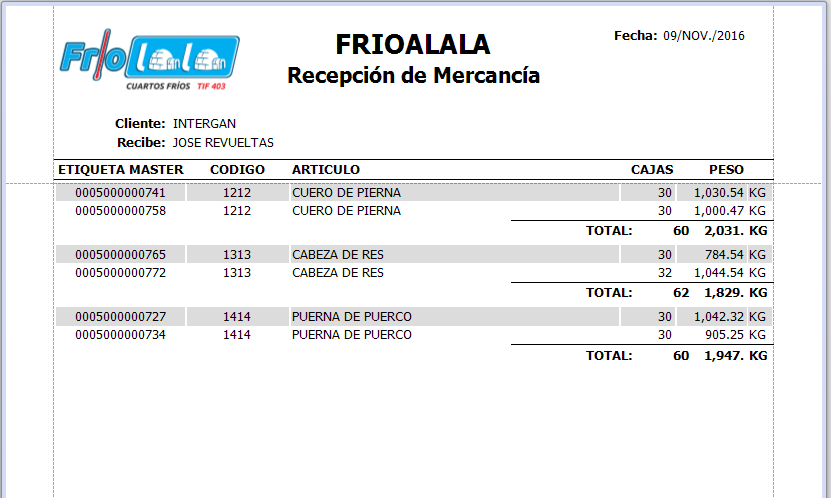 Friolala
CUARTOS FRÍOS TIF 403
FRIOALALA
Recepción de Mercancía
Fecha: 09/NOV./2016
Cliente: INTERGAN
Recibe: JOSE REVUELTAS
ETIQUETA MASTER CODIGO ARTICULO CAJAS PESO
0005000000741 1212 CUERO DE PIERNA 30 1,030.54 KG
0005000000758 1212 CUERO DE PIERNA 30 1,000.47 KG
TOTAL: 60 2,031. KG
0005000000765 1313 CABEZA DE RES 30 784.54 KG
0005000000772 1313 CABEZA DE RES 32 1,044.54 KG
TOTAL: 62 1,829. KG
0005000000727 1414 PUERNA DE PUERCO 30 1,042.32 KG
0005000000734 1414 PUERNA DE PUERCO 30 905.25 KG
TOTAL: 60 1,947. KG